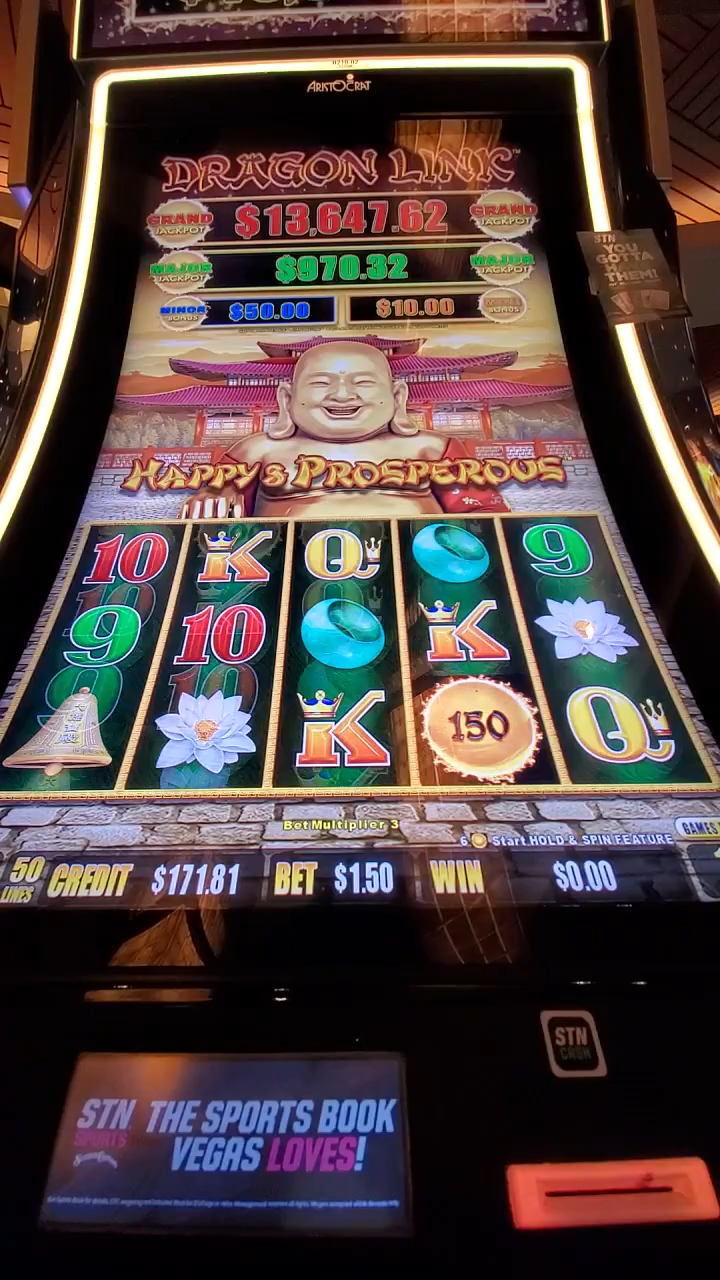 ARISTOCRAT
DRAGON LINK™
GRAND JACKPOT $13,647.62 GRAND JACKPOT
MAJOR JACKPOT $970.32 MAJOR JACKPOT
MINOR BONUS $50.00 $10.00 BONUS
STN
YOU
GOTTA
THEM!
HAPPY & PROSPEROUS
10 K Q 9
9 10 K
K 150 Q
Bet Multiplier 3
6 Start HOLD & SPIN FEATURE
GAMES
50 LINES CREDIT $171.81 BET $1.50 WIN $0.00
STN CASH
STN SPORTS THE SPORTS BOOK
VEGAS LOVES!